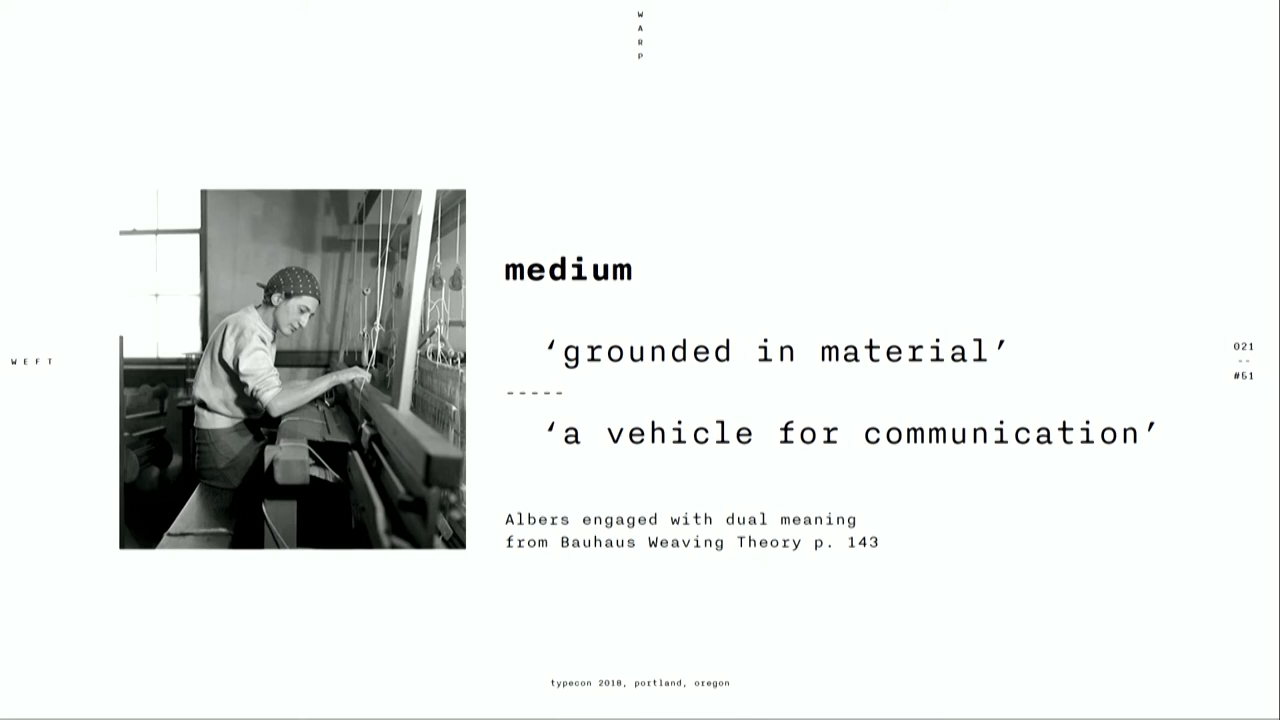 WARP
WEFT
medium
‘grounded in material’
-----
‘a vehicle for communication’
Albers engaged with dual meaning
from Bauhaus Weaving Theory p. 143
021
--
#51
typecon 2018, portland, oregon